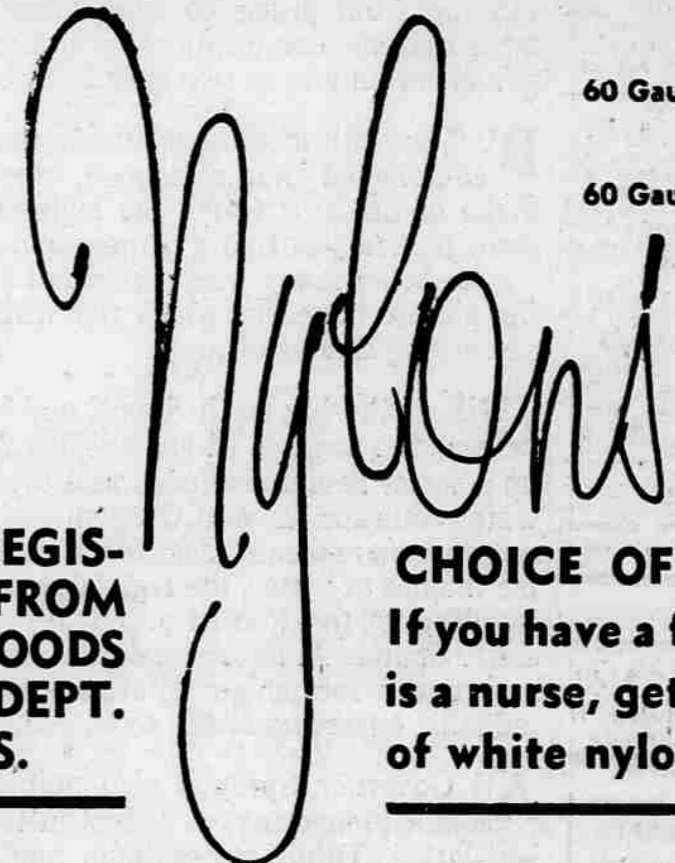 60 Gau
60 Gau
Nylons
EGIS-
FROM
OODS
DEPT.
S.
CHOICE OF
If you have a f
is a nurse, get
of white nylo